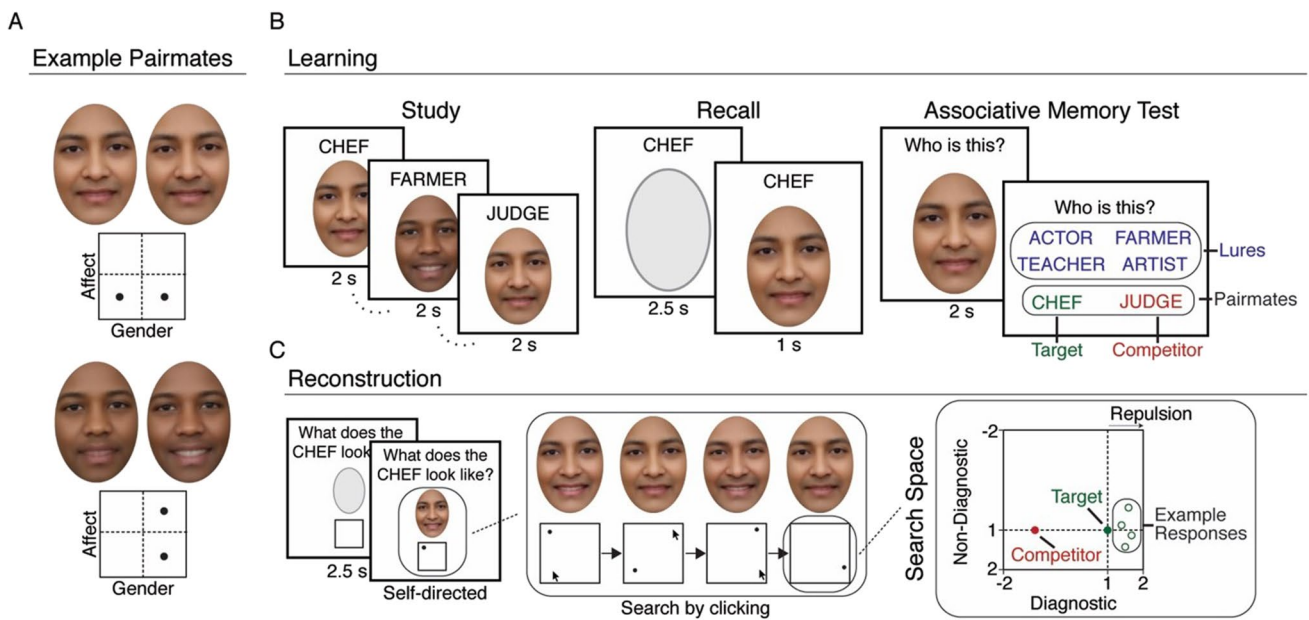 A
Example Pairmates
Affect
Gender
Affect
Gender
B
Learning
Study
CHEF
2 s
FARMER
2 s
JUDGE
2 s
Recall
CHEF
2.5 s
CHEF
1 s
Associative Memory Test
Who is this?
2 s
Who is this?
ACTOR FARMER
TEACHER ARTIST
Lures
CHEF JUDGE
Pairmates
Target
Competitor
C
Reconstruction
What does the
CHEF look
2.5 s
What does the
CHEF look like?
Self-directed
Search by clicking
Search Space
Repulsion
Non-Diagnostic
-2
1
2
Target
Competitor
Example
Responses
-2
1
2
Diagnostic